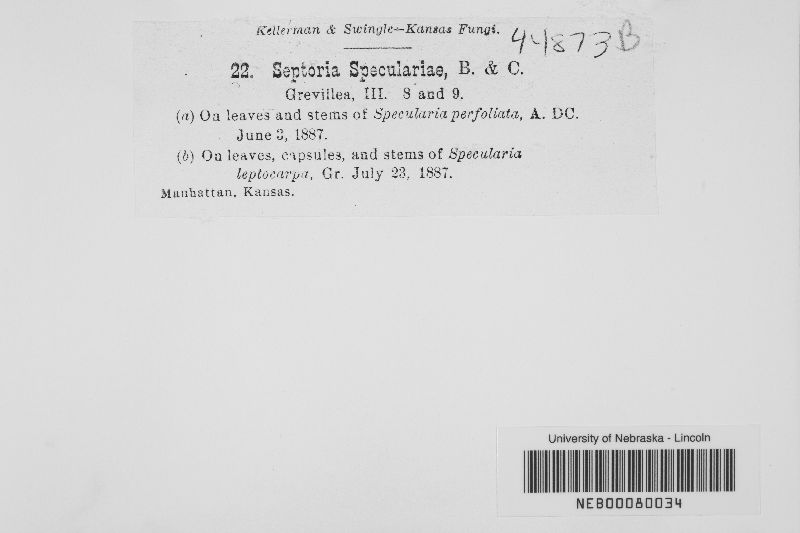 Kellerman & Swingle—Kansas Fungi.
44873B
22. Septoria Speculariae, B. & C.
Grevillea, III. 8 and 9.
(a) On leaves and stems of Specularia perfoliata, A. DC.
June 3, 1887.
(b) On leaves, capsules, and stems of Specularia
leptocarpa, Gr. July 23, 1887.
Manhattan, Kansas.
University of Nebraska - Lincoln
NEB00080034